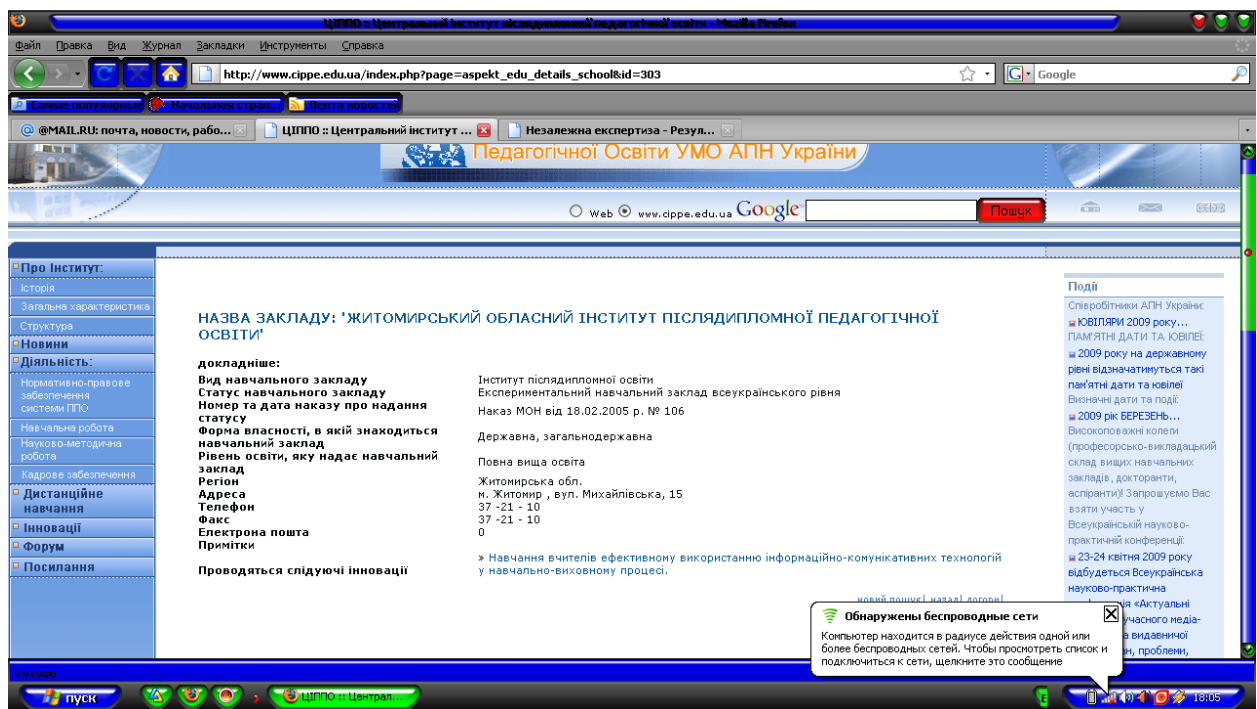 ЦІППО :: Центральний інститут післядипломної педагогічної освіти - Mozilla Firefox
Файл Правка Вид Журнал Закладки Инструменты Справка
http://www.cippe.edu.ua/index.php?page=aspekt_edu_details_school&id=303
G Google
Самые популярные Начальная стран... Лента новостей
@MAIL.RU: почта, новости, рабо... ЦІППО :: Центральний інститут ... Незалежна експертиза - Резул...
Педагогічної Освіти УМО АПН України
Web www.cippe.edu.ua Google Пошук
Про Інститут:
Історія
Загальна характеристика
Структура
Новини
Діяльність:
Нормативно-правове
забезпечення
системи ППО
Навчальна робота
Науково-методична
робота
Кадрове забезпечення
Дистанційне
навчання
Інновації
Форум
Посилання
НАЗВА ЗАКЛАДУ: 'ЖИТОМИРСЬКИЙ ОБЛАСНИЙ ІНСТИТУТ ПІСЛЯДИПЛОМНОЇ ПЕДАГОГІЧНОЇ
ОСВІТИ'
докладніше:
Вид навчального закладу Інститут післядипломної освіти
Статус навчального закладу Експериментальний навчальний заклад всеукраїнського рівня
Номер та дата наказу про надання
статусу Наказ МОН від 18.02.2005 р. № 106
Форма власності, в якій знаходиться
навчальний заклад Державна, загальнодержавна
Рівень освіти, яку надає навчальний
заклад Повна вища освіта
Регіон Житомирська обл.
Адреса м. Житомир , вул. Михайлівська, 15
Телефон 37 -21 - 10
Факс 37 -21 - 10
Електрона пошта 0
Примітки
Проводяться слідуючі інновації » Навчання вчителів ефективному використанню інформаційно-комунікативних технологій
у навчально-виховному процесі.
новий пошук| назад| догори|
Події
Співробітники АПН України:
ЮВІЛЯРИ 2009 року...
ПАМ'ЯТНІ ДАТИ ТА ЮВІЛЕЇ:
2009 року на державному
рівні відзначатимуться такі
пам'ятні дати та ювілеї
Визначні дати та події:
2009 рік БЕРЕЗЕНЬ...
Високоповажні колеги
(професорсько-викладацький
склад вищих навчальних
закладів, докторанти,
аспіранти)! Запрошуємо Вас
взяти участь у
Всеукраїнській науково-
практичній конференції:
23-24 квітня 2009 року
відбудеться Всеукраїнська
науково-практична
«Актуальні
медіа-
видавничої
проблеми,
Обнаружены беспроводные сети
Компьютер находится в радиусе действия одной или
более беспроводных сетей. Чтобы просмотреть список и
подключиться к сети, щелкните это сообщение
Готово
пуск ЦІППО :: Централ... E 18:05